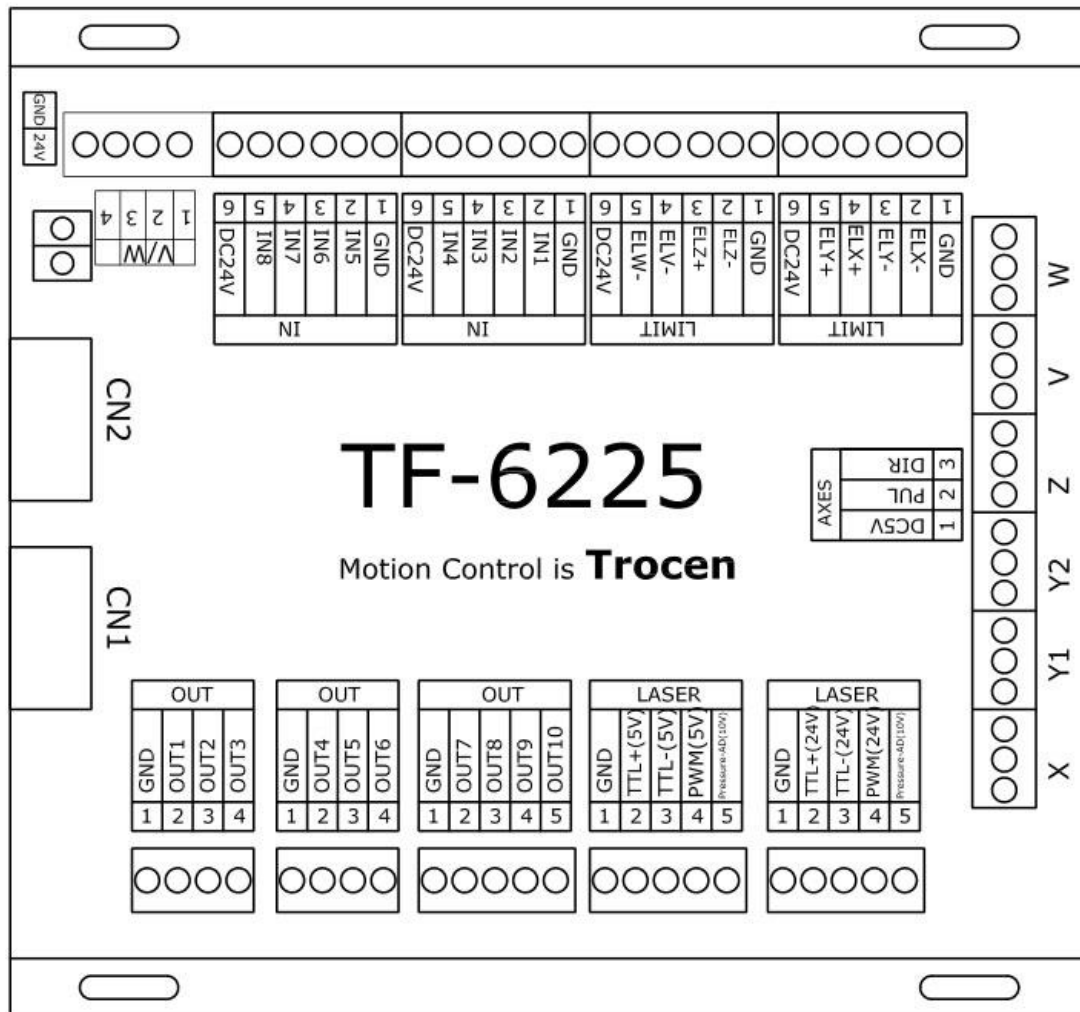 GND
24V
4 3 2 1
V/W
6 5 4 3 2 1
DC24V IN8 IN7 IN6 IN5 GND
IN
6 5 4 3 2 1
DC24V IN4 IN3 IN2 IN1 GND
IN
6 5 4 3 2 1
DC24V ELW- ELV- ELZ+ ELZ- GND
LIMIT
6 5 4 3 2 1
DC24V ELY+ ELX+ ELY- ELX- GND
LIMIT
W
V
Z
Y2
Y1
X
CN2
CN1
TF-6225
Motion Control is Trocen
AXES
DIR 3
PUL 2
DC5V 1
OUT
GND OUT1 OUT2 OUT3
1 2 3 4
OUT
GND OUT4 OUT5 OUT6
1 2 3 4
OUT
GND OUT7 OUT8 OUT9 OUT10
1 2 3 4 5
LASER
GND TTL+(5V) TTL-(5V) PWM(5V) Pressure-AD(10V)
1 2 3 4 5
LASER
GND TTL+(24V) TTL-(24V) PWM(24V) Pressure-AD(10V)
1 2 3 4 5